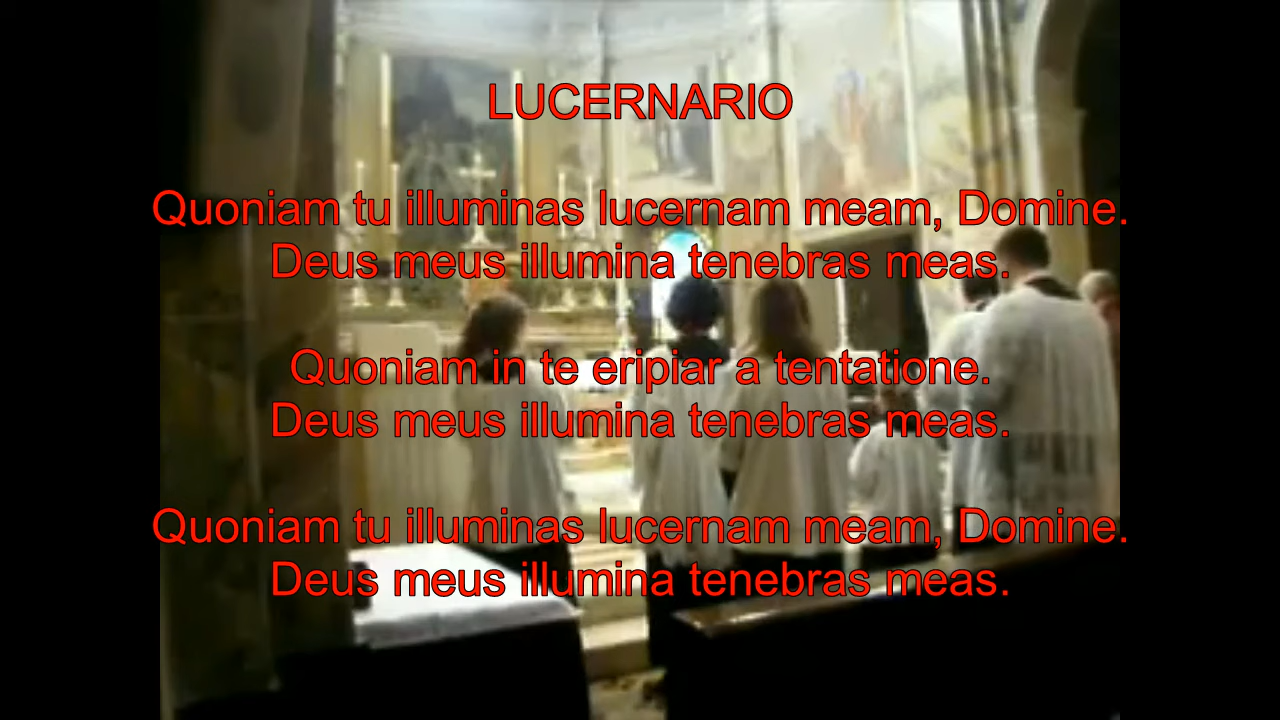 LUCERNARIO
Quoniam tu illuminas lucernam meam, Domine.
Deus meus illumina tenebras meas.
Quoniam in te eripiar a tentatione.
Deus meus illumina tenebras meas.
Quoniam tu illuminas lucernam meam, Domine.
Deus meus illumina tenebras meas.